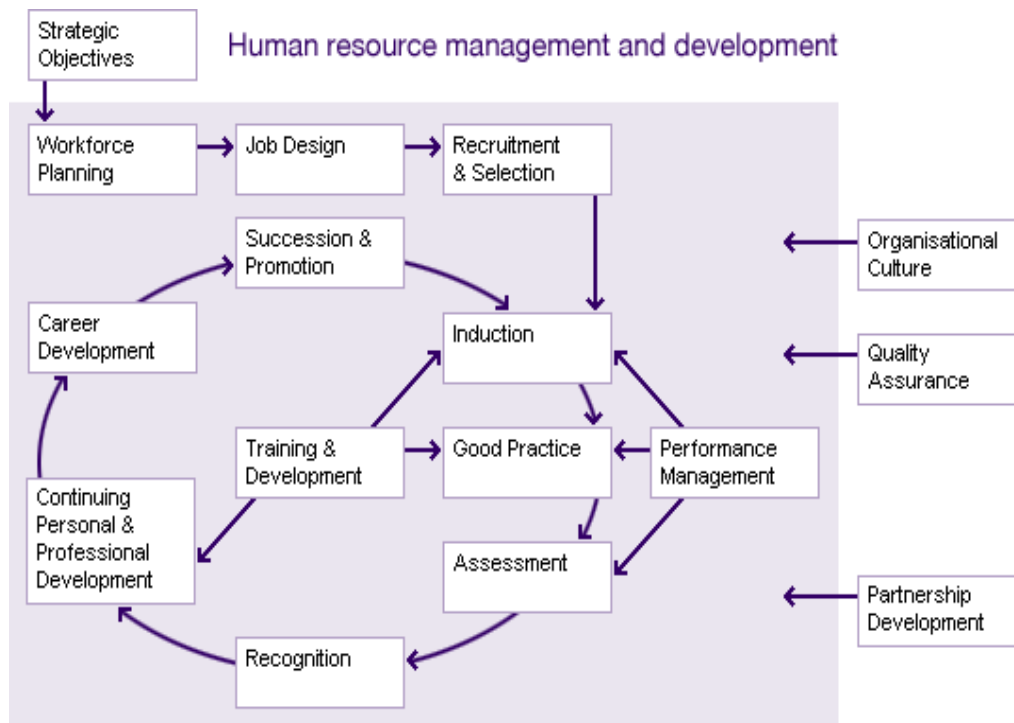 Strategic
Objectives
Human resource management and development
Workforce
Planning
Job Design
Recruitment
& Selection
Succession &
Promotion
Organisational
Culture
Career
Development
Induction
Quality
Assurance
Training &
Development
Good Practice
Performance
Management
Continuing
Personal &
Professional
Development
Assessment
Partnership
Development
Recognition